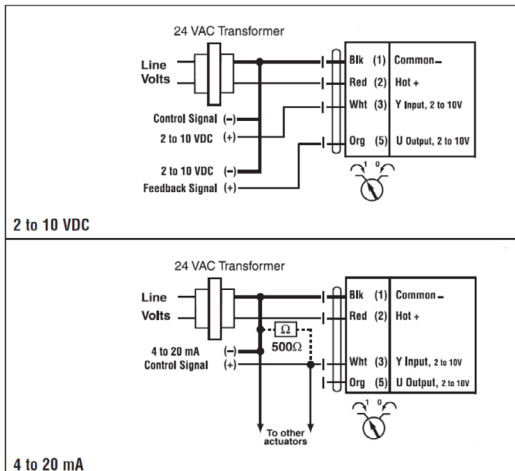 24 VAC Transformer
Line
Volts
Blk (1) Common –
Red (2) Hot +
Wht (3) Y Input, 2 to 10V
Control Signal (–)
2 to 10 VDC (+)
Org (5) U Output, 2 to 10V
2 to 10 VDC (–)
Feedback Signal (+)
1 0
2 to 10 VDC
24 VAC Transformer
Line
Volts
Blk (1) Common –
Red (2) Hot +
Ω
500Ω
4 to 20 mA (–)
Control Signal (+)
Wht (3) Y Input, 2 to 10V
Org (5) U Output, 2 to 10V
1 0
To other
actuators
4 to 20 mA